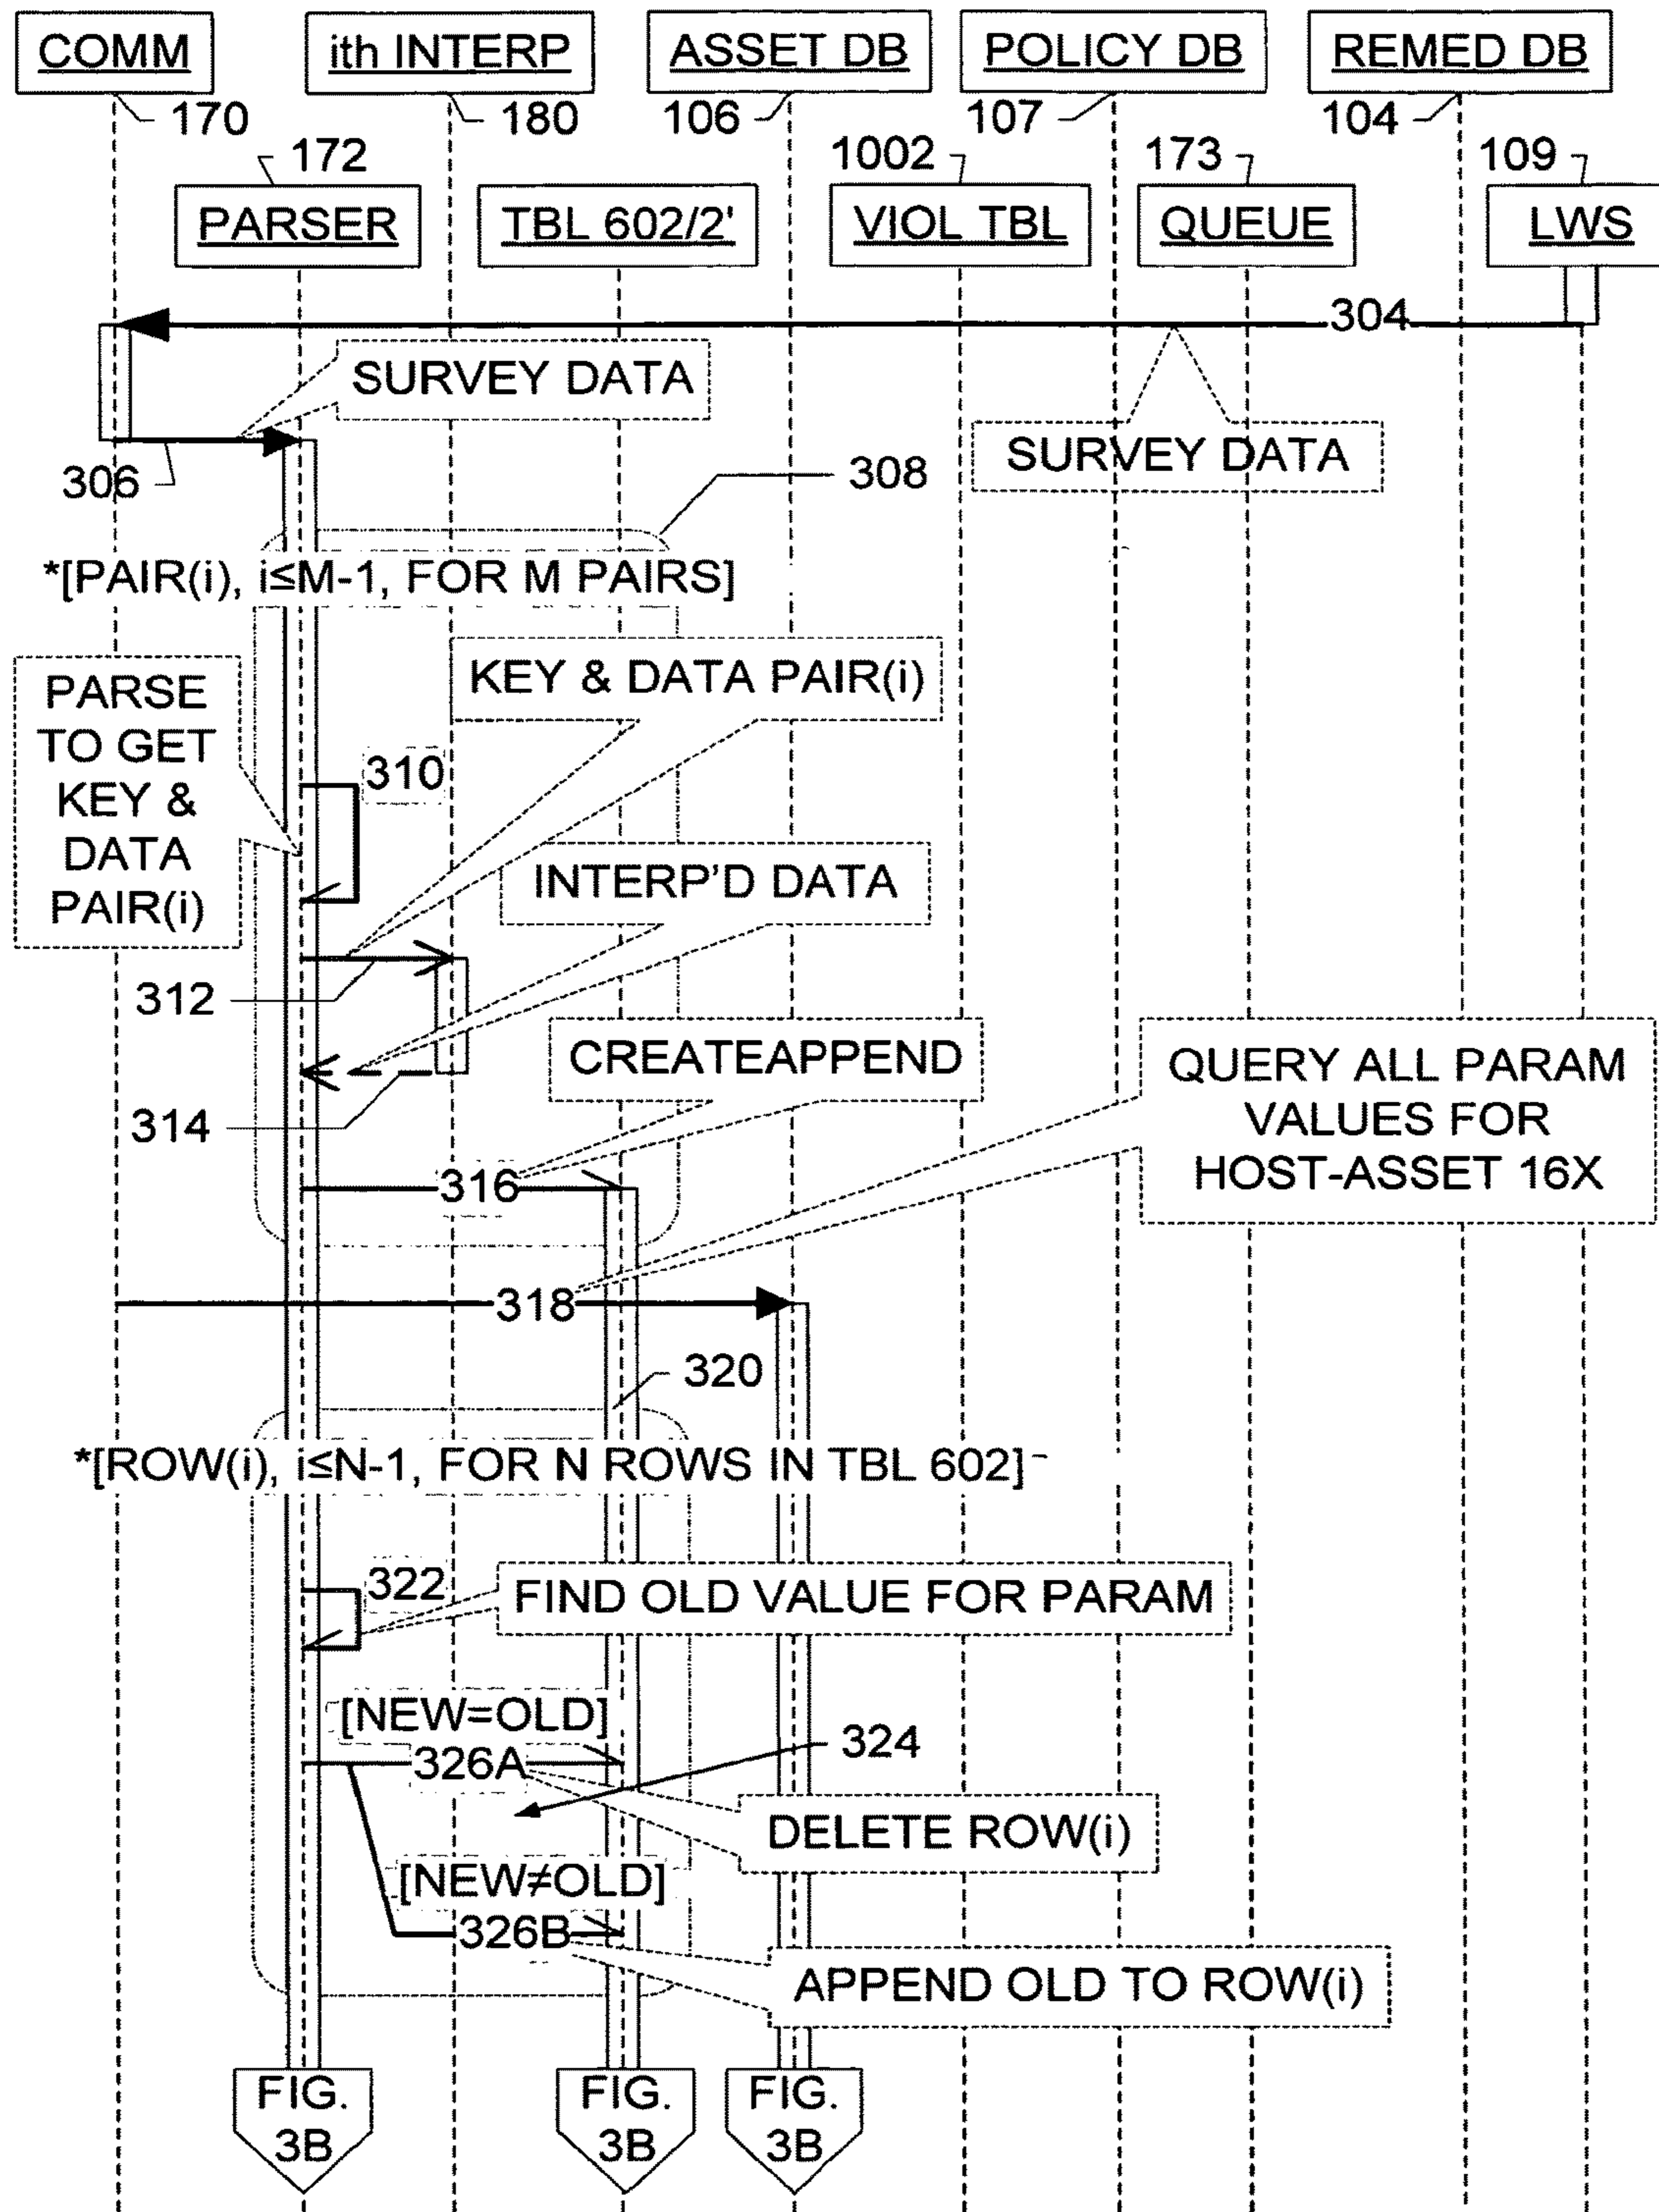 COMM
ith INTERP
ASSET DB
POLICY DB
REMED DB
170
180
106
107
104
172
1002
173
109
PARSER
TBL 602/2'
VIOL TBL
QUEUE
LWS
304
SURVEY DATA
SURVEY DATA
306
308
*[PAIR(i), i≤M-1, FOR M PAIRS]
PARSE
TO GET
KEY &
DATA
PAIR(i)
KEY & DATA PAIR(i)
310
INTERP'D DATA
312
CREATEAPPEND
QUERY ALL PARAM
VALUES FOR
HOST-ASSET 16X
314
316
318
320
*[ROW(i), i≤N-1, FOR N ROWS IN TBL 602]
322
FIND OLD VALUE FOR PARAM
[NEW=OLD]
326A
324
DELETE ROW(i)
[NEW≠OLD]
326B
APPEND OLD TO ROW(i)
FIG.
3B
FIG.
3B
FIG.
3B